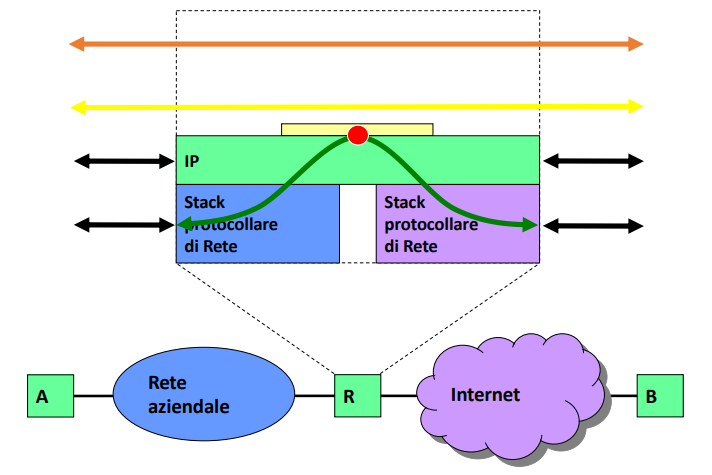 IP
Stack
protocollare
di Rete
Stack
protocollare
di Rete
A
Rete
aziendale
R
Internet
B